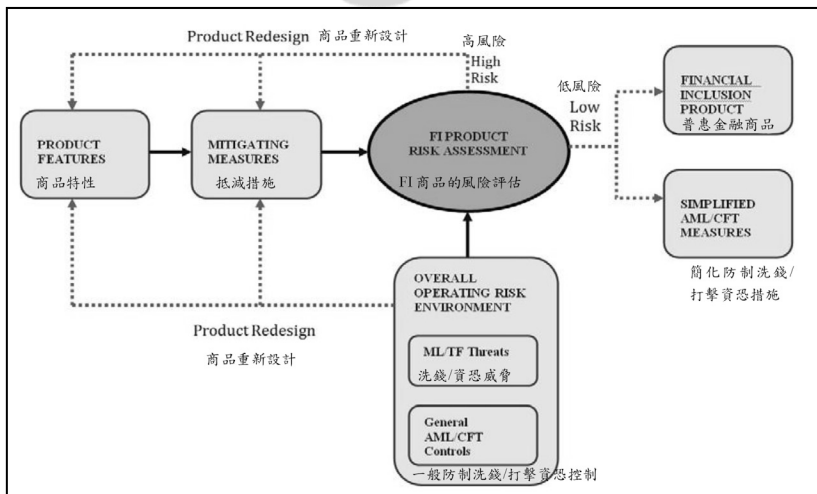 Product Redesign 商品重新設計
高風險
High
Risk
低風險
Low
Risk
FINANCIAL
INCLUSION
PRODUCT
普惠金融商品
PRODUCT
FEATURES
商品特性
MITIGATING
MEASURES
抵減措施
FI PRODUCT
RISK ASSESSMENT
FI 商品的風險評估
SIMPLIFIED
AML/CFT
MEASURES
簡化防制洗錢/
打擊資恐措施
OVERALL
OPERATING RISK
ENVIRONMENT
Product Redesign
商品重新設計
ML/TF Threats
洗錢/資恐威脅
General
AML/CFT
Controls
一般防制洗錢/打擊資恐控制